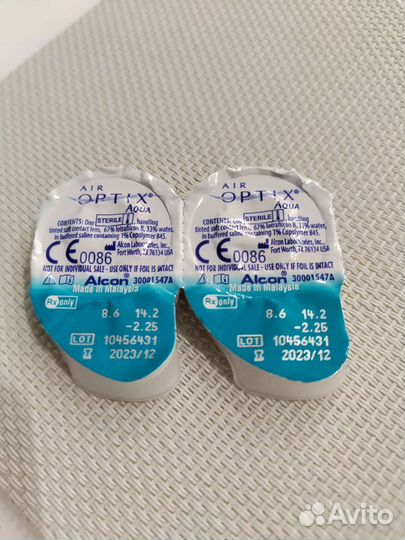 AIR
OPTIX®
AQUA
CONTENTS: One STERILE handling
tinted soft contact lens, 67% lotrafilcon B, 33% water,
in buffered saline containing 1% Copolymer 845.
CE 0086
Alcon Laboratories, Inc.
Fort Worth, TX 76134 USA
NOT FOR INDIVIDUAL SALE - USE ONLY IF FOIL IS INTACT
Alcon® 30001547A
Made in Malaysia
Rx only
8.6 14.2
-2.25
LOT 10456431
2023/12
AIR
OPTIX®
AQUA
CONTENTS: One STERILE handling
tinted soft contact lens, 67% lotrafilcon B, 33% water,
in buffered saline containing 1% Copolymer 845.
CE 0086
Alcon Laboratories, Inc.
Fort Worth, TX 76134 USA
NOT FOR INDIVIDUAL SALE - USE ONLY IF FOIL IS INTACT
Alcon® 30001547A
Made in Malaysia
Rx only
8.6 14.2
-2.25
LOT 10456431
2023/12
Avito